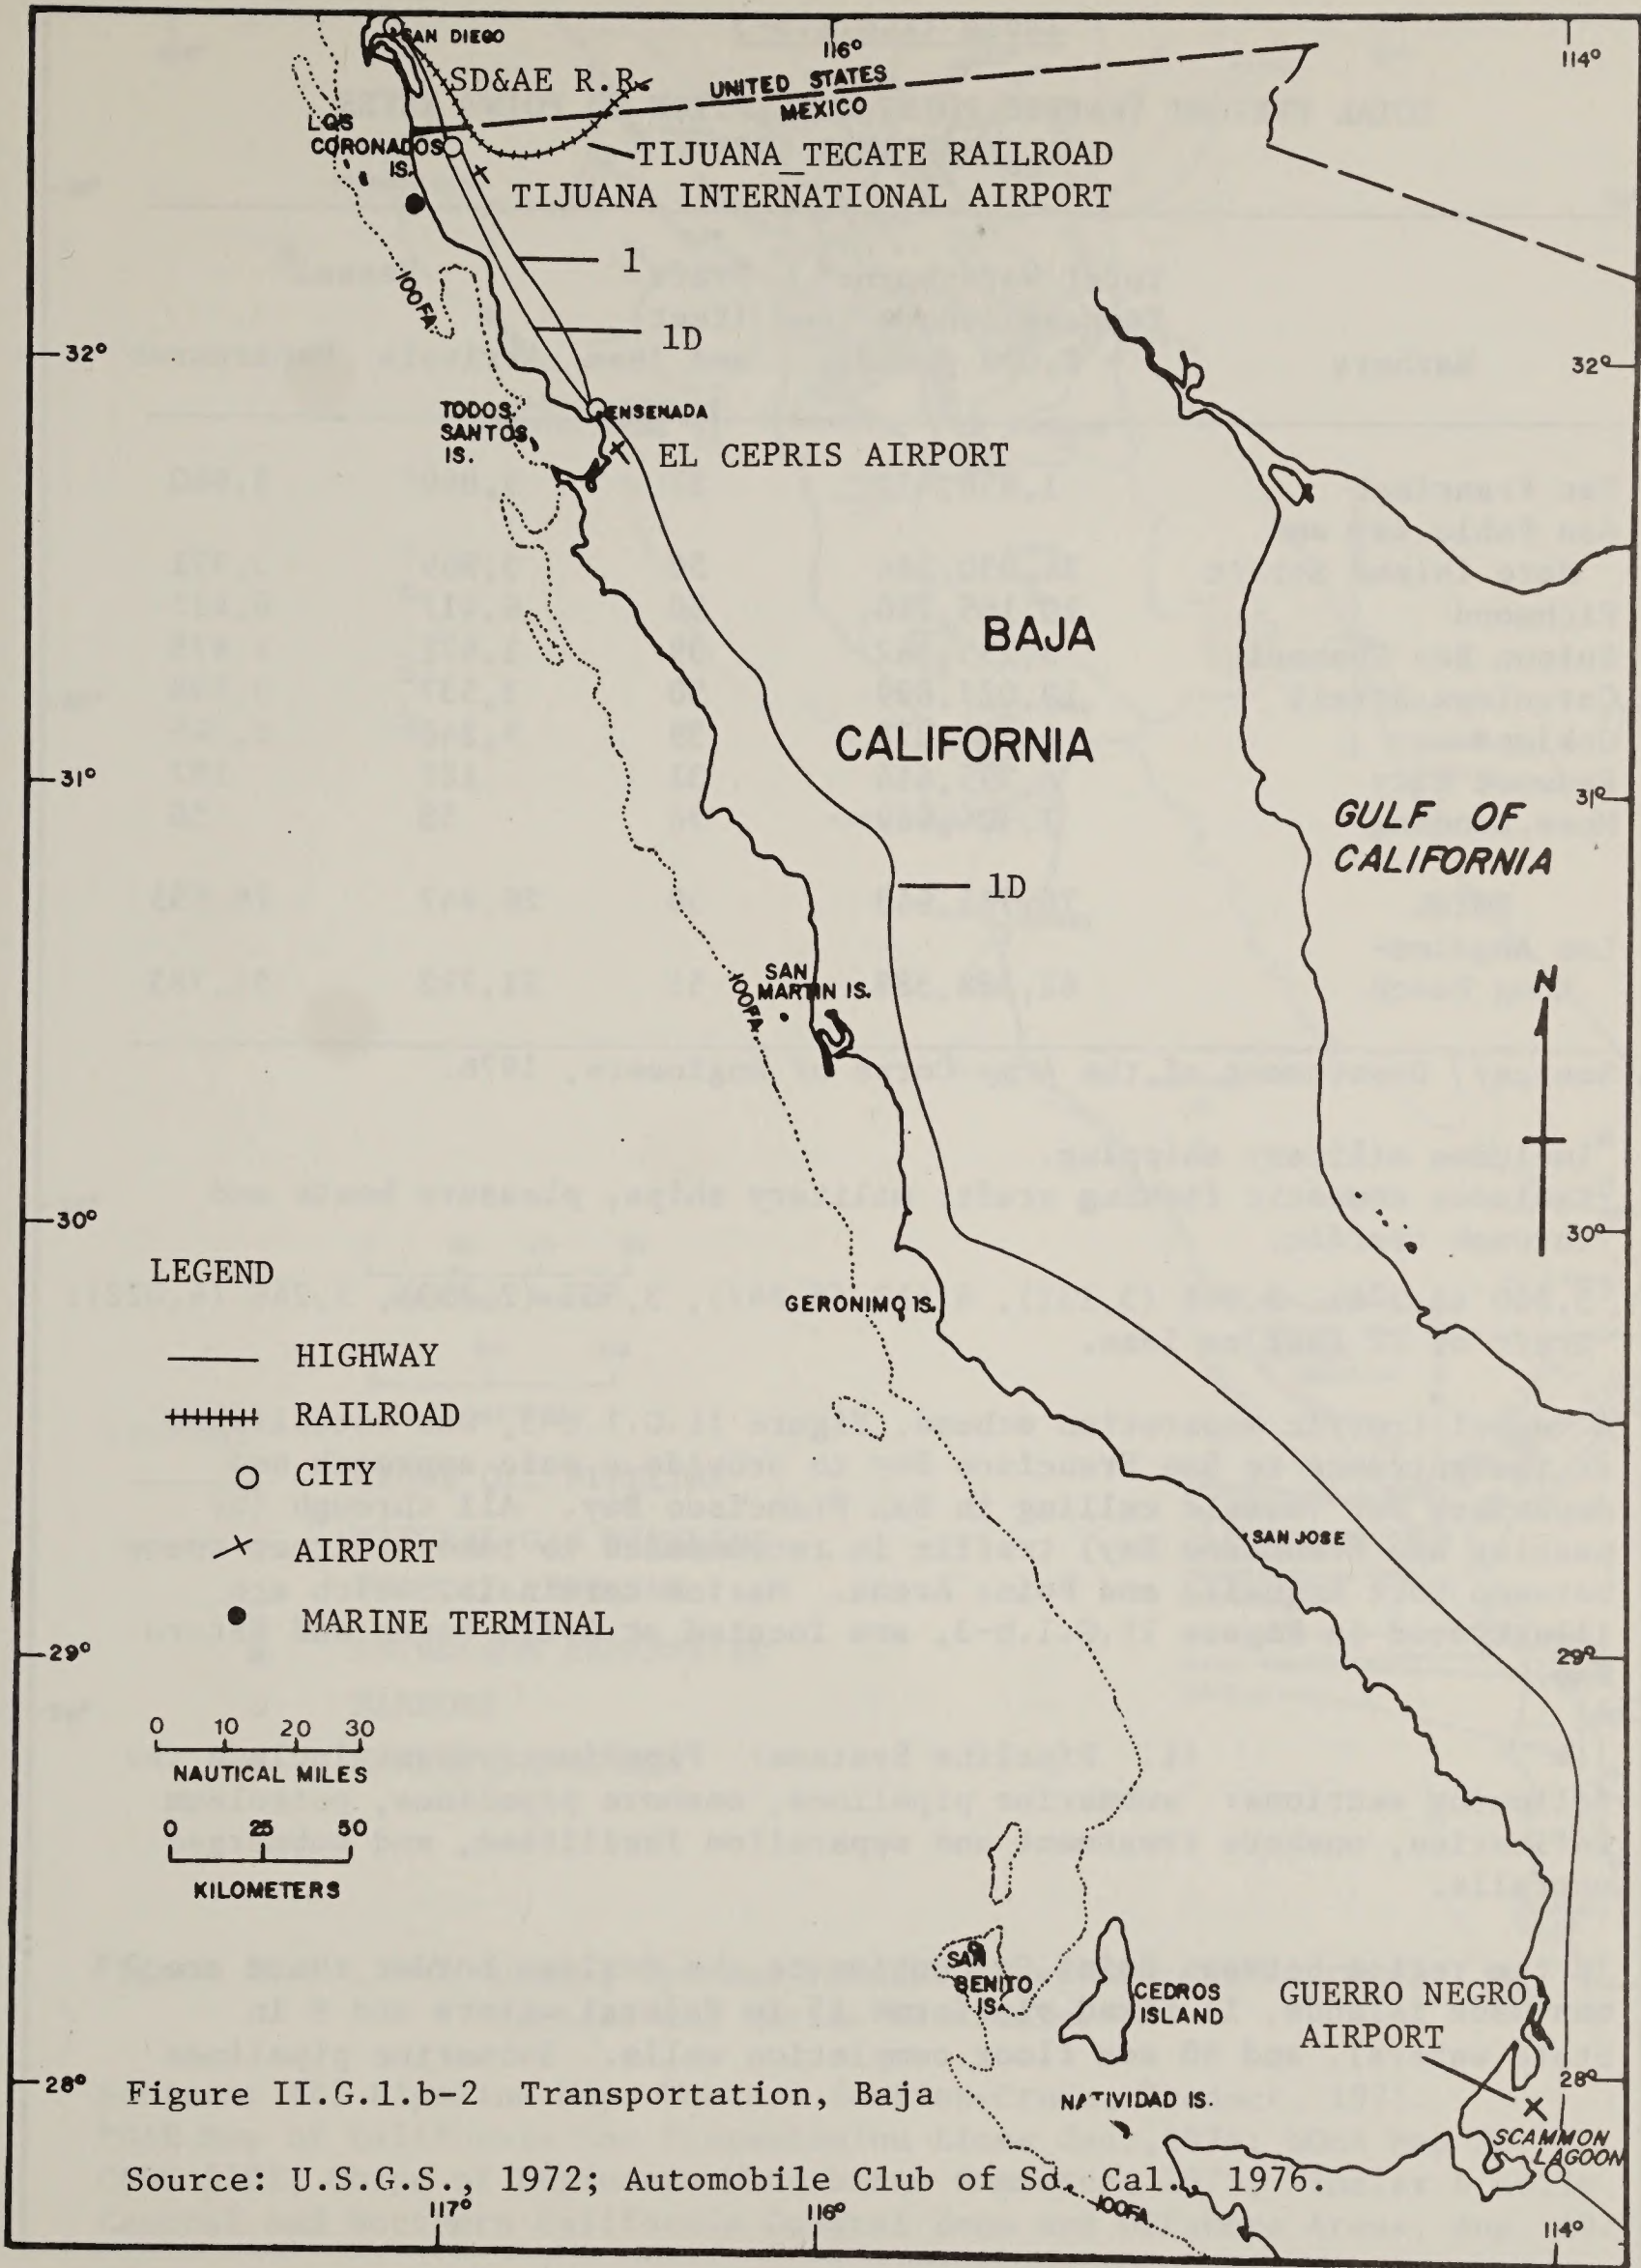 SAN DIEGO
116°
114°
SD&AE R.R.
UNITED STATES
MEXICO
LOS
CORONADOS
IS.
TIJUANA TECATE RAILROAD
TIJUANA INTERNATIONAL AIRPORT
1
100FA.
1D
32°
32°
TODOS
SANTOS
IS.
ENSENADA
EL CEPRIS AIRPORT
BAJA
CALIFORNIA
31°
31°
GULF OF
CALIFORNIA
1D
SAN
MARTIN IS.
100FA.
N
30°
30°
LEGEND
HIGHWAY
RAILROAD
CITY
AIRPORT
MARINE TERMINAL
GERONIMO IS.
SAN JOSE
29°
29°
0 10 20 30
NAUTICAL MILES
0 25 50
KILOMETERS
SAN
BENITO
IS.
CEDROS
ISLAND
GUERRO NEGRO
AIRPORT
28°
28°
Figure II.G.1.b-2 Transportation, Baja
NATIVIDAD IS.
SCAMMON
LAGOON
Source: U.S.G.S., 1972; Automobile Club of Sd. Cal., 1976.
100FA.
117°
116°
114°